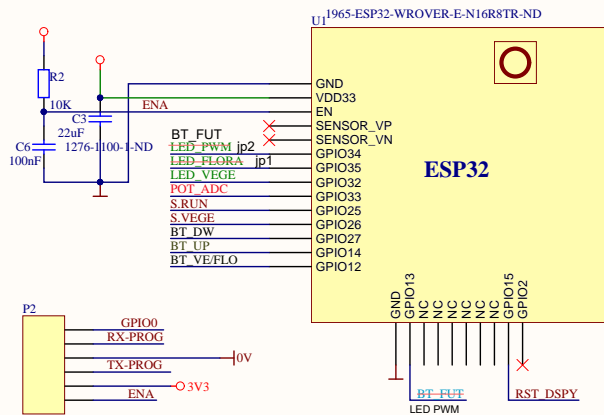 U1 1965-ESP32-WROVER-E-N16R8TR-ND
R2
10K
ENA
C3
22uF
1276-1100-1-ND
C6
100nF
GND
VDD33
EN
SENSOR_VP
SENSOR_VN
BT_FUT
LED_PWM jp2 GPIO34
LED_FLORA jp1 GPIO35
LED_VEGE GPIO32
POT_ADC GPIO33
S.RUN GPIO25
S.VEGE GPIO26
BT_DW GPIO27
BT_UP GPIO14
BT_VE/FLO GPIO12
ESP32
GND
GPIO13
NC
NC
NC
NC
NC
NC
GPIO15
GPIO2
BT_FUT
LED PWM
RST_DSPY
P2
GPIO0
RX-PROG
0V
TX-PROG
3V3
ENA